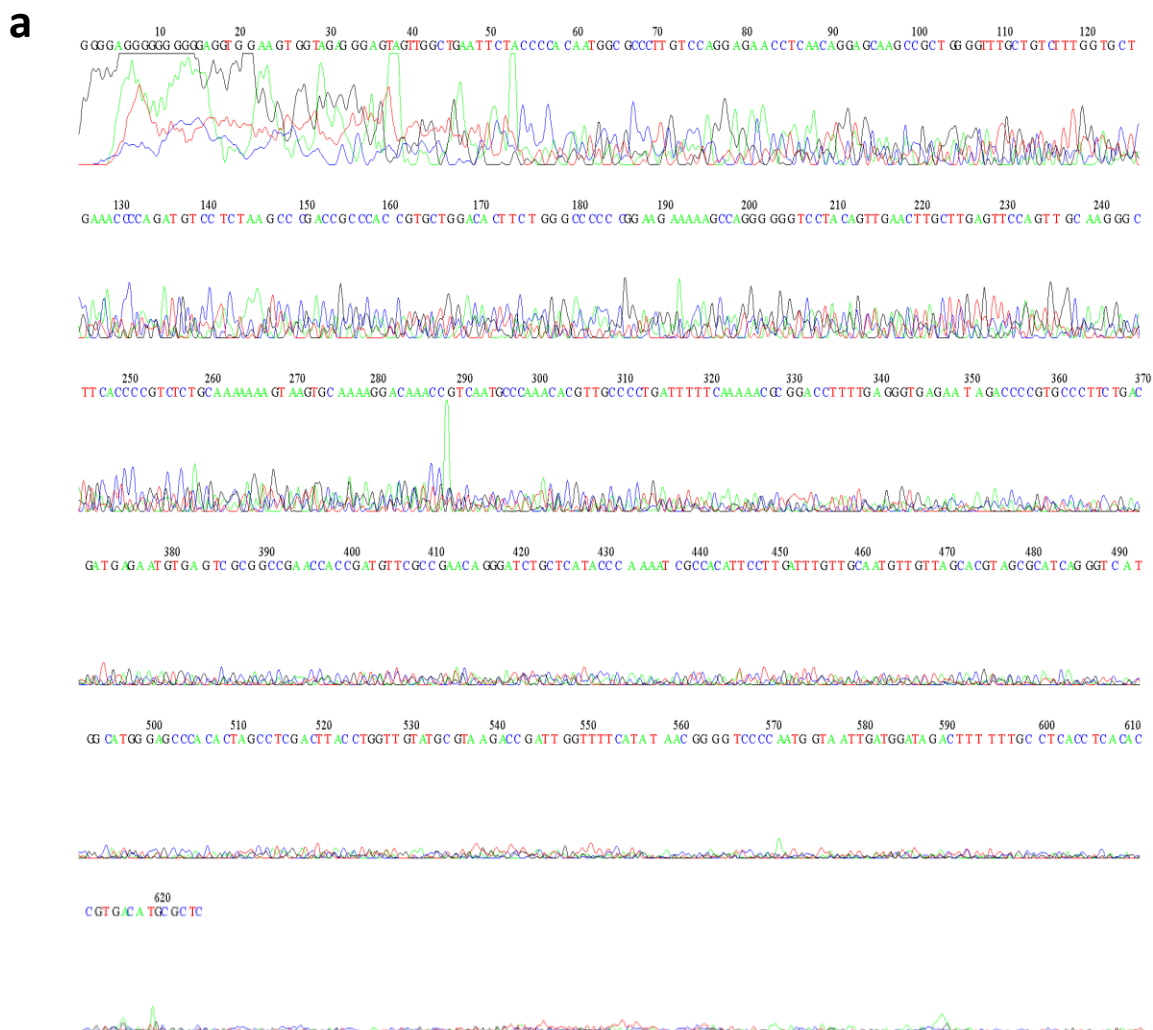 a
10 20 30 40 50 60 70 80 90 100 110 120
GGGGAGGGGGGGGGGAGGTGGAAGTGGTAGAGGGAGTAGTTGGCTGAATTCTACCCCACAATGGCGCCCTTGTCCAGGAGAACCTCAACAGGAGCAAGCCGCTGGGGTTTGCTGTCTTTGGTGCT
130 140 150 160 170 180 190 200 210 220 230 240
GAAACCCCAGATGTCCTCTAAGCCCGACCGCCCACCGTGCTGGACACTTCTGGGCCCCCCGGAAGAAAAAGCCAGGGGGGTCCTACAGTTGAACTTGCTTGAGTTCCAGTTGCAAGGGC
250 260 270 280 290 300 310 320 330 340 350 360 370
TTCACCCCGTCTCTGCAAAAAAAGTAAGTGCAAAAGGACAAACCGTCAATGCCCAAACACGTTGCCCCTGATTTTTCAAAAACGCGGACCTTTTGAGGGTGAGAATAGACCCCGTGCCCTTCTGAC
380 390 400 410 420 430 440 450 460 470 480 490
GATGAGAATGTGAGTCGCGGCCGAACCACCGATGTTCGCCGAACAGGGATCTGCTCATACCCAAAATCGCCACATTCCTTGATTTGTTGCAATGTTGTTAGCACGTAGCGCATCAGGGTCAT
500 510 520 530 540 550 560 570 580 590 600 610
GGCATGGGAGCCCACACTAGCCTCGACTTACCTGGTTGTATGCGTAAGACCGATTGGTTTTCATATAACGGGGTCCCCAATGGTAATTGATGGATAGACTTTTTTGCCTCACCTCACAC
620
CGTGACATGCGCTC